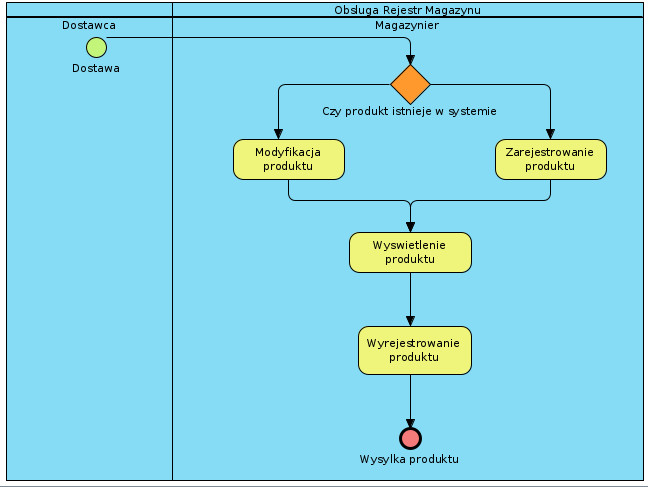 Obsluga Rejestr Magazynu
Dostawca
Magazynier
Dostawa
Czy produkt istnieje w systemie
Modyfikacja
produktu
Zarejestrowanie
produktu
Wyswietlenie
produktu
Wyrejestrowanie
produktu
Wysylka produktu